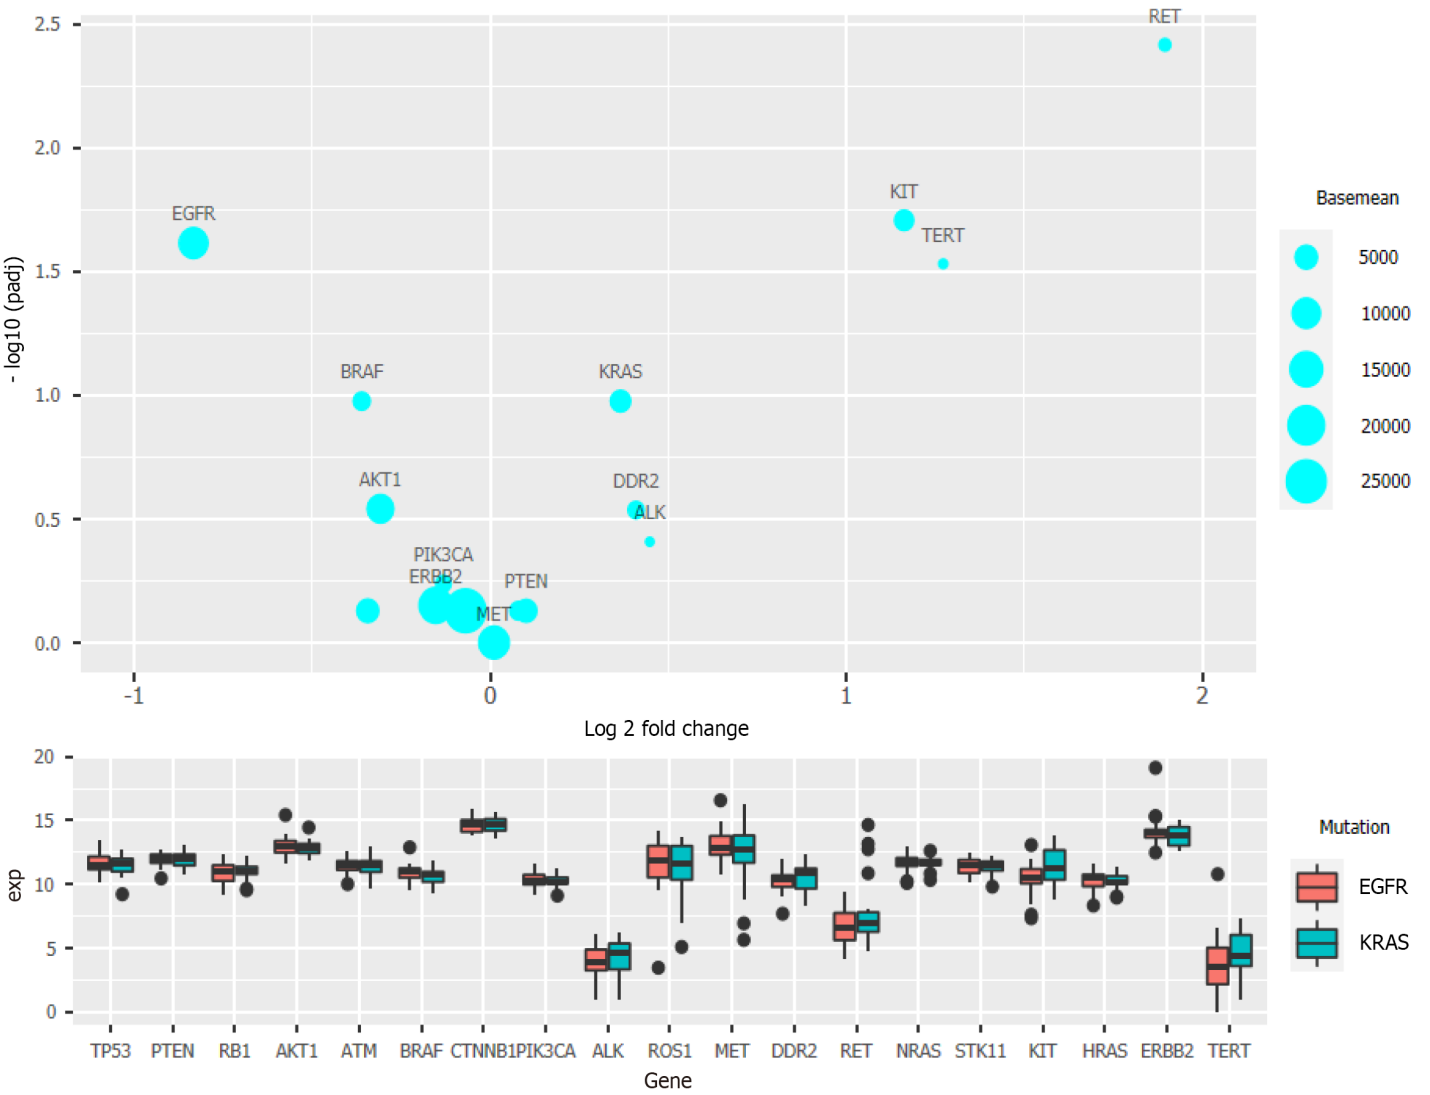 RET
2.5
2.0
KIT
EGFR
TERT
1.5
- log10 (padj)
BRAF
KRAS
1.0
AKT1
DDR2
ALK
0.5
PIK3CA
ERBB2
PTEN
MET
0.0
-1 0 1 2
Log 2 fold change
Basemean
5000
10000
15000
20000
25000
20
15
10
5
0
exp
TP53 PTEN RB1 AKT1 ATM BRAF CTNNB1 PIK3CA ALK ROS1 MET DDR2 RET NRAS STK11 KIT HRAS ERBB2 TERT
Gene
Mutation
EGFR
KRAS